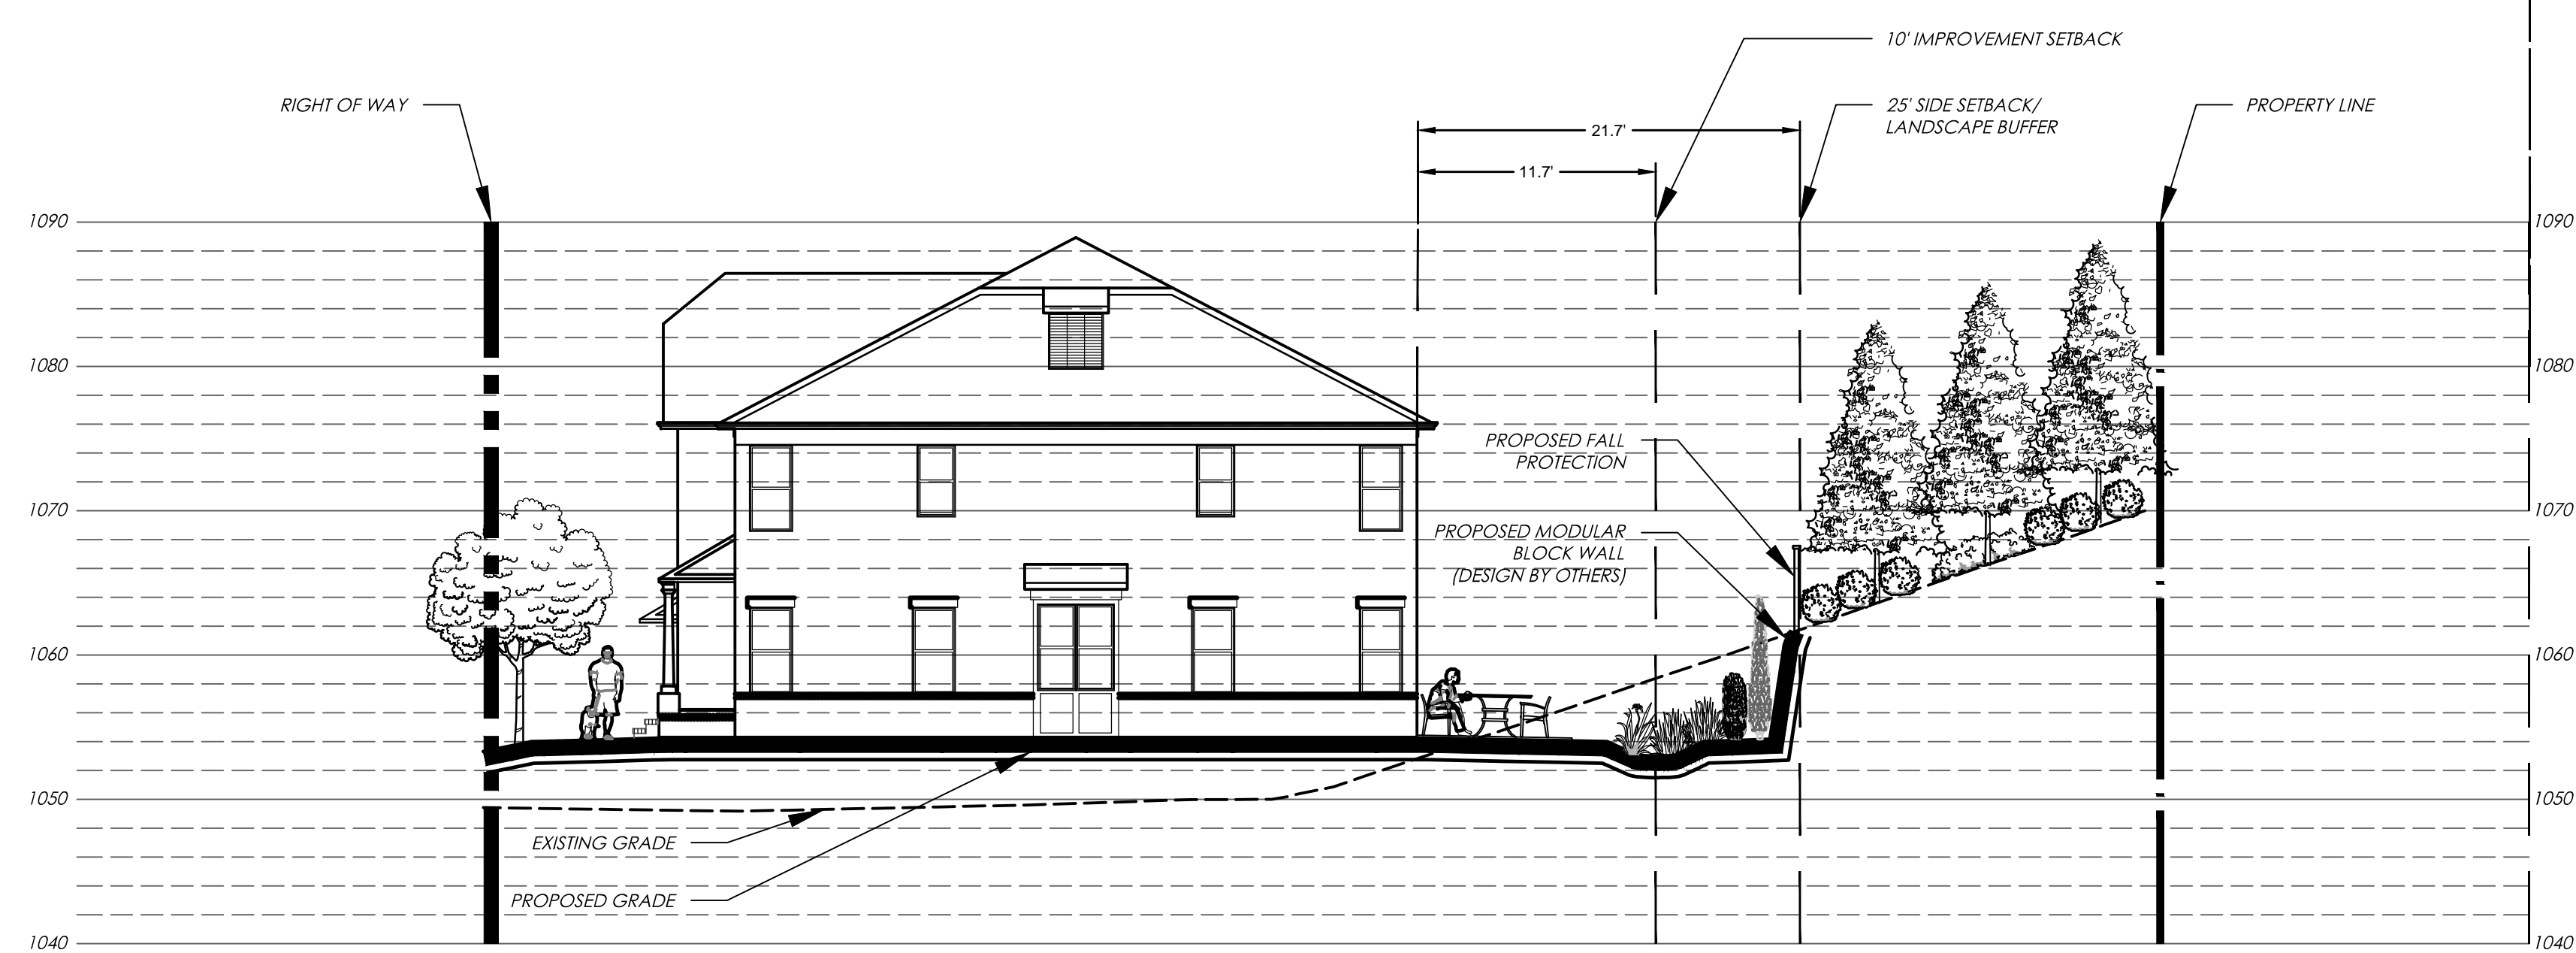 10' IMPROVEMENT SETBACK
RIGHT OF WAY
25' SIDE SETBACK/
LANDSCAPE BUFFER
PROPERTY LINE
21.7'
11.7'
1090
1090
1080
1080
PROPOSED FALL
PROTECTION
1070
1070
PROPOSED MODULAR
BLOCK WALL
(DESIGN BY OTHERS)
1060
1060
1050
1050
EXISTING GRADE
PROPOSED GRADE
1040
1040